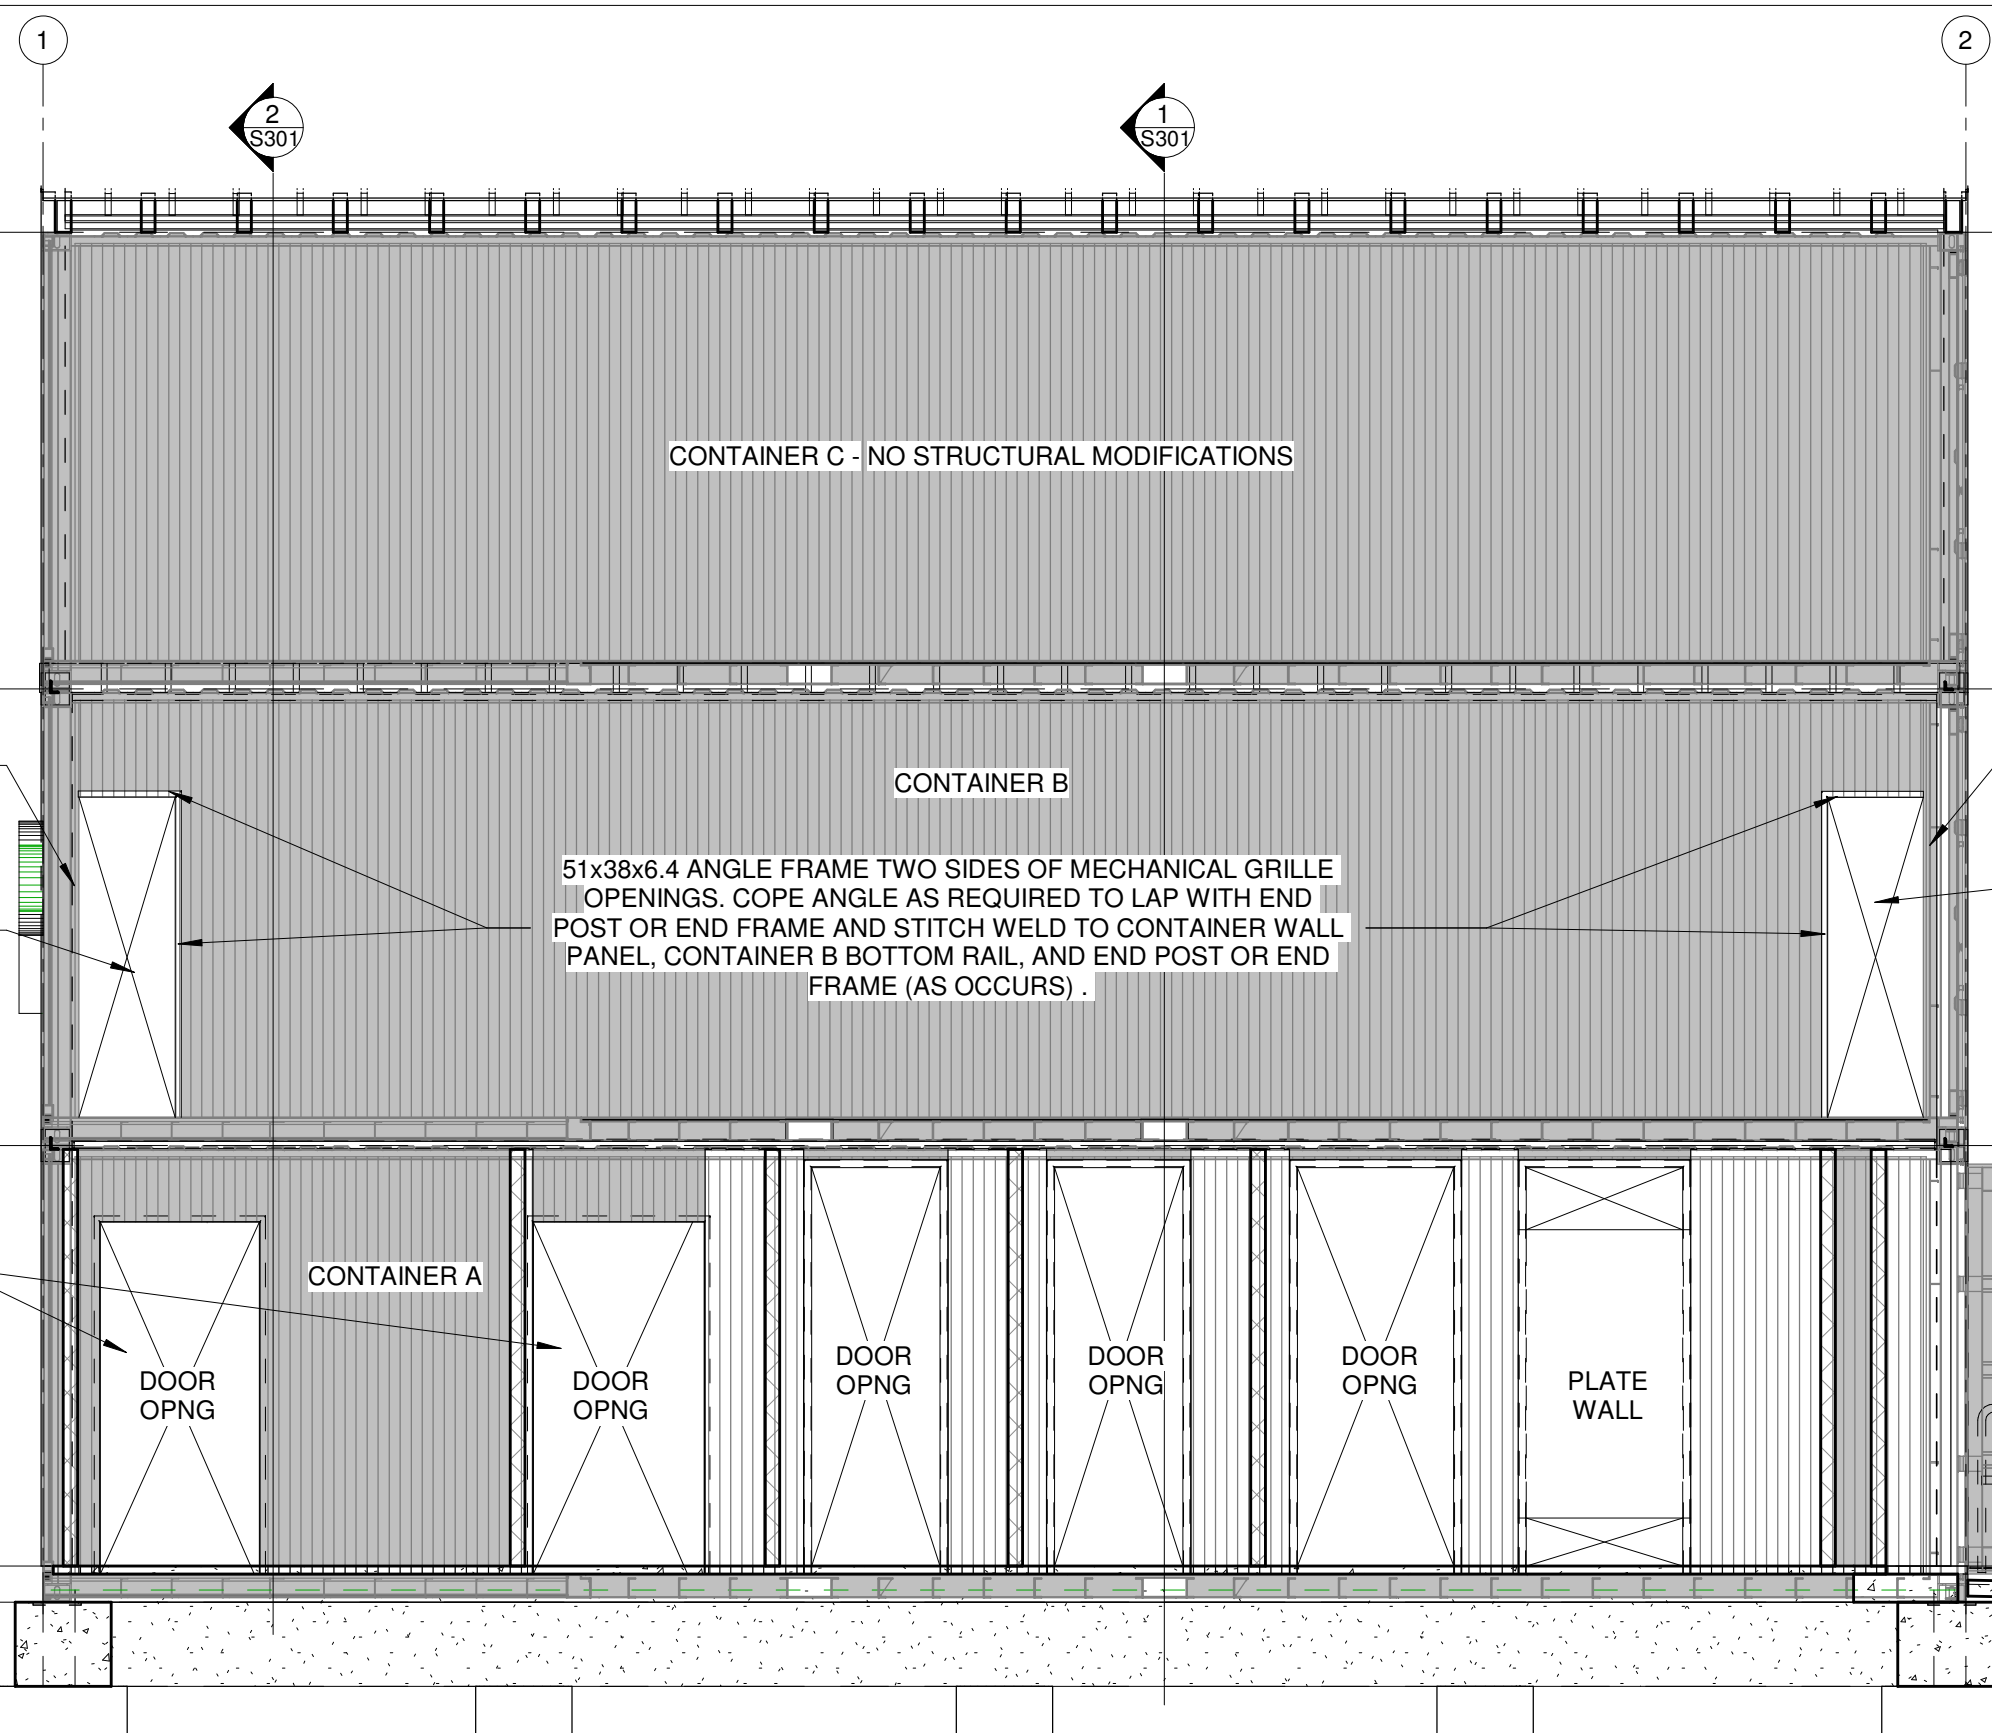 1
2
2
S301
1
S301
CONTAINER C - NO STRUCTURAL MODIFICATIONS
CONTAINER B
51x38x6.4 ANGLE FRAME TWO SIDES OF MECHANICAL GRILLE
OPENINGS. COPE ANGLE AS REQUIRED TO LAP WITH END
POST OR END FRAME AND STITCH WELD TO CONTAINER WALL
PANEL, CONTAINER B BOTTOM RAIL, AND END POST OR END
FRAME (AS OCCURS) .
CONTAINER A
DOOR
OPNG
DOOR
OPNG
DOOR
OPNG
DOOR
OPNG
DOOR
OPNG
PLATE
WALL